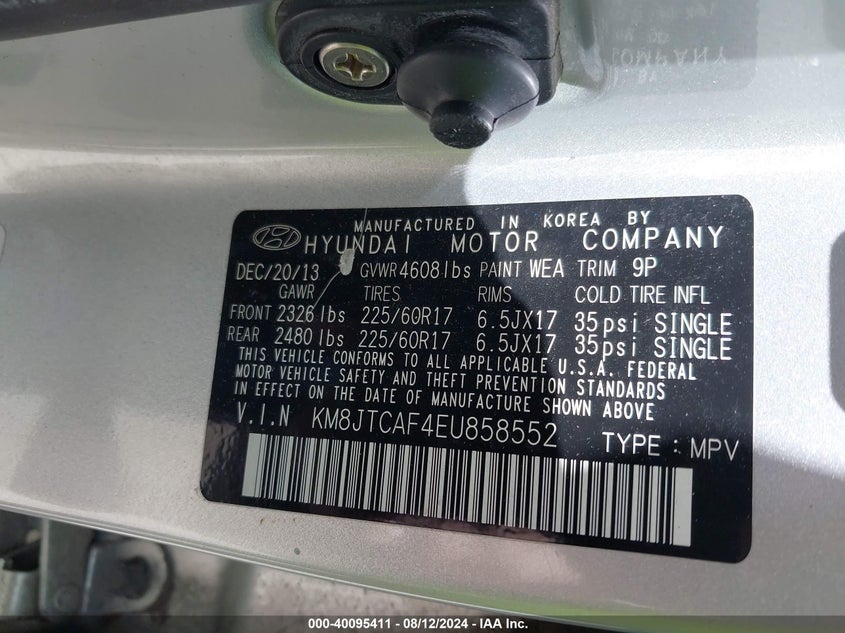 MANUFACTURED IN KOREA BY
HYUNDAI MOTOR COMPANY
DEC/20/13 GVWR 4608lbs PAINT WEA TRIM 9P
GAWR TIRES RIMS COLD TIRE INFL
FRONT 2326 lbs 225/60R17 6.5JX17 35psi SINGLE
REAR 2480 lbs 225/60R17 6.5JX17 35psi SINGLE
THIS VEHICLE CONFORMS TO ALL APPLICABLE U.S.A. FEDERAL
MOTOR VEHICLE SAFETY AND THEFT PREVENTION STANDARDS
IN EFFECT ON THE DATE OF MANUFACTURE SHOWN ABOVE
V.I.N KM8JTCAF4EU858552
TYPE : MPV
000-40095411 - 08/12/2024 - IAA Inc.